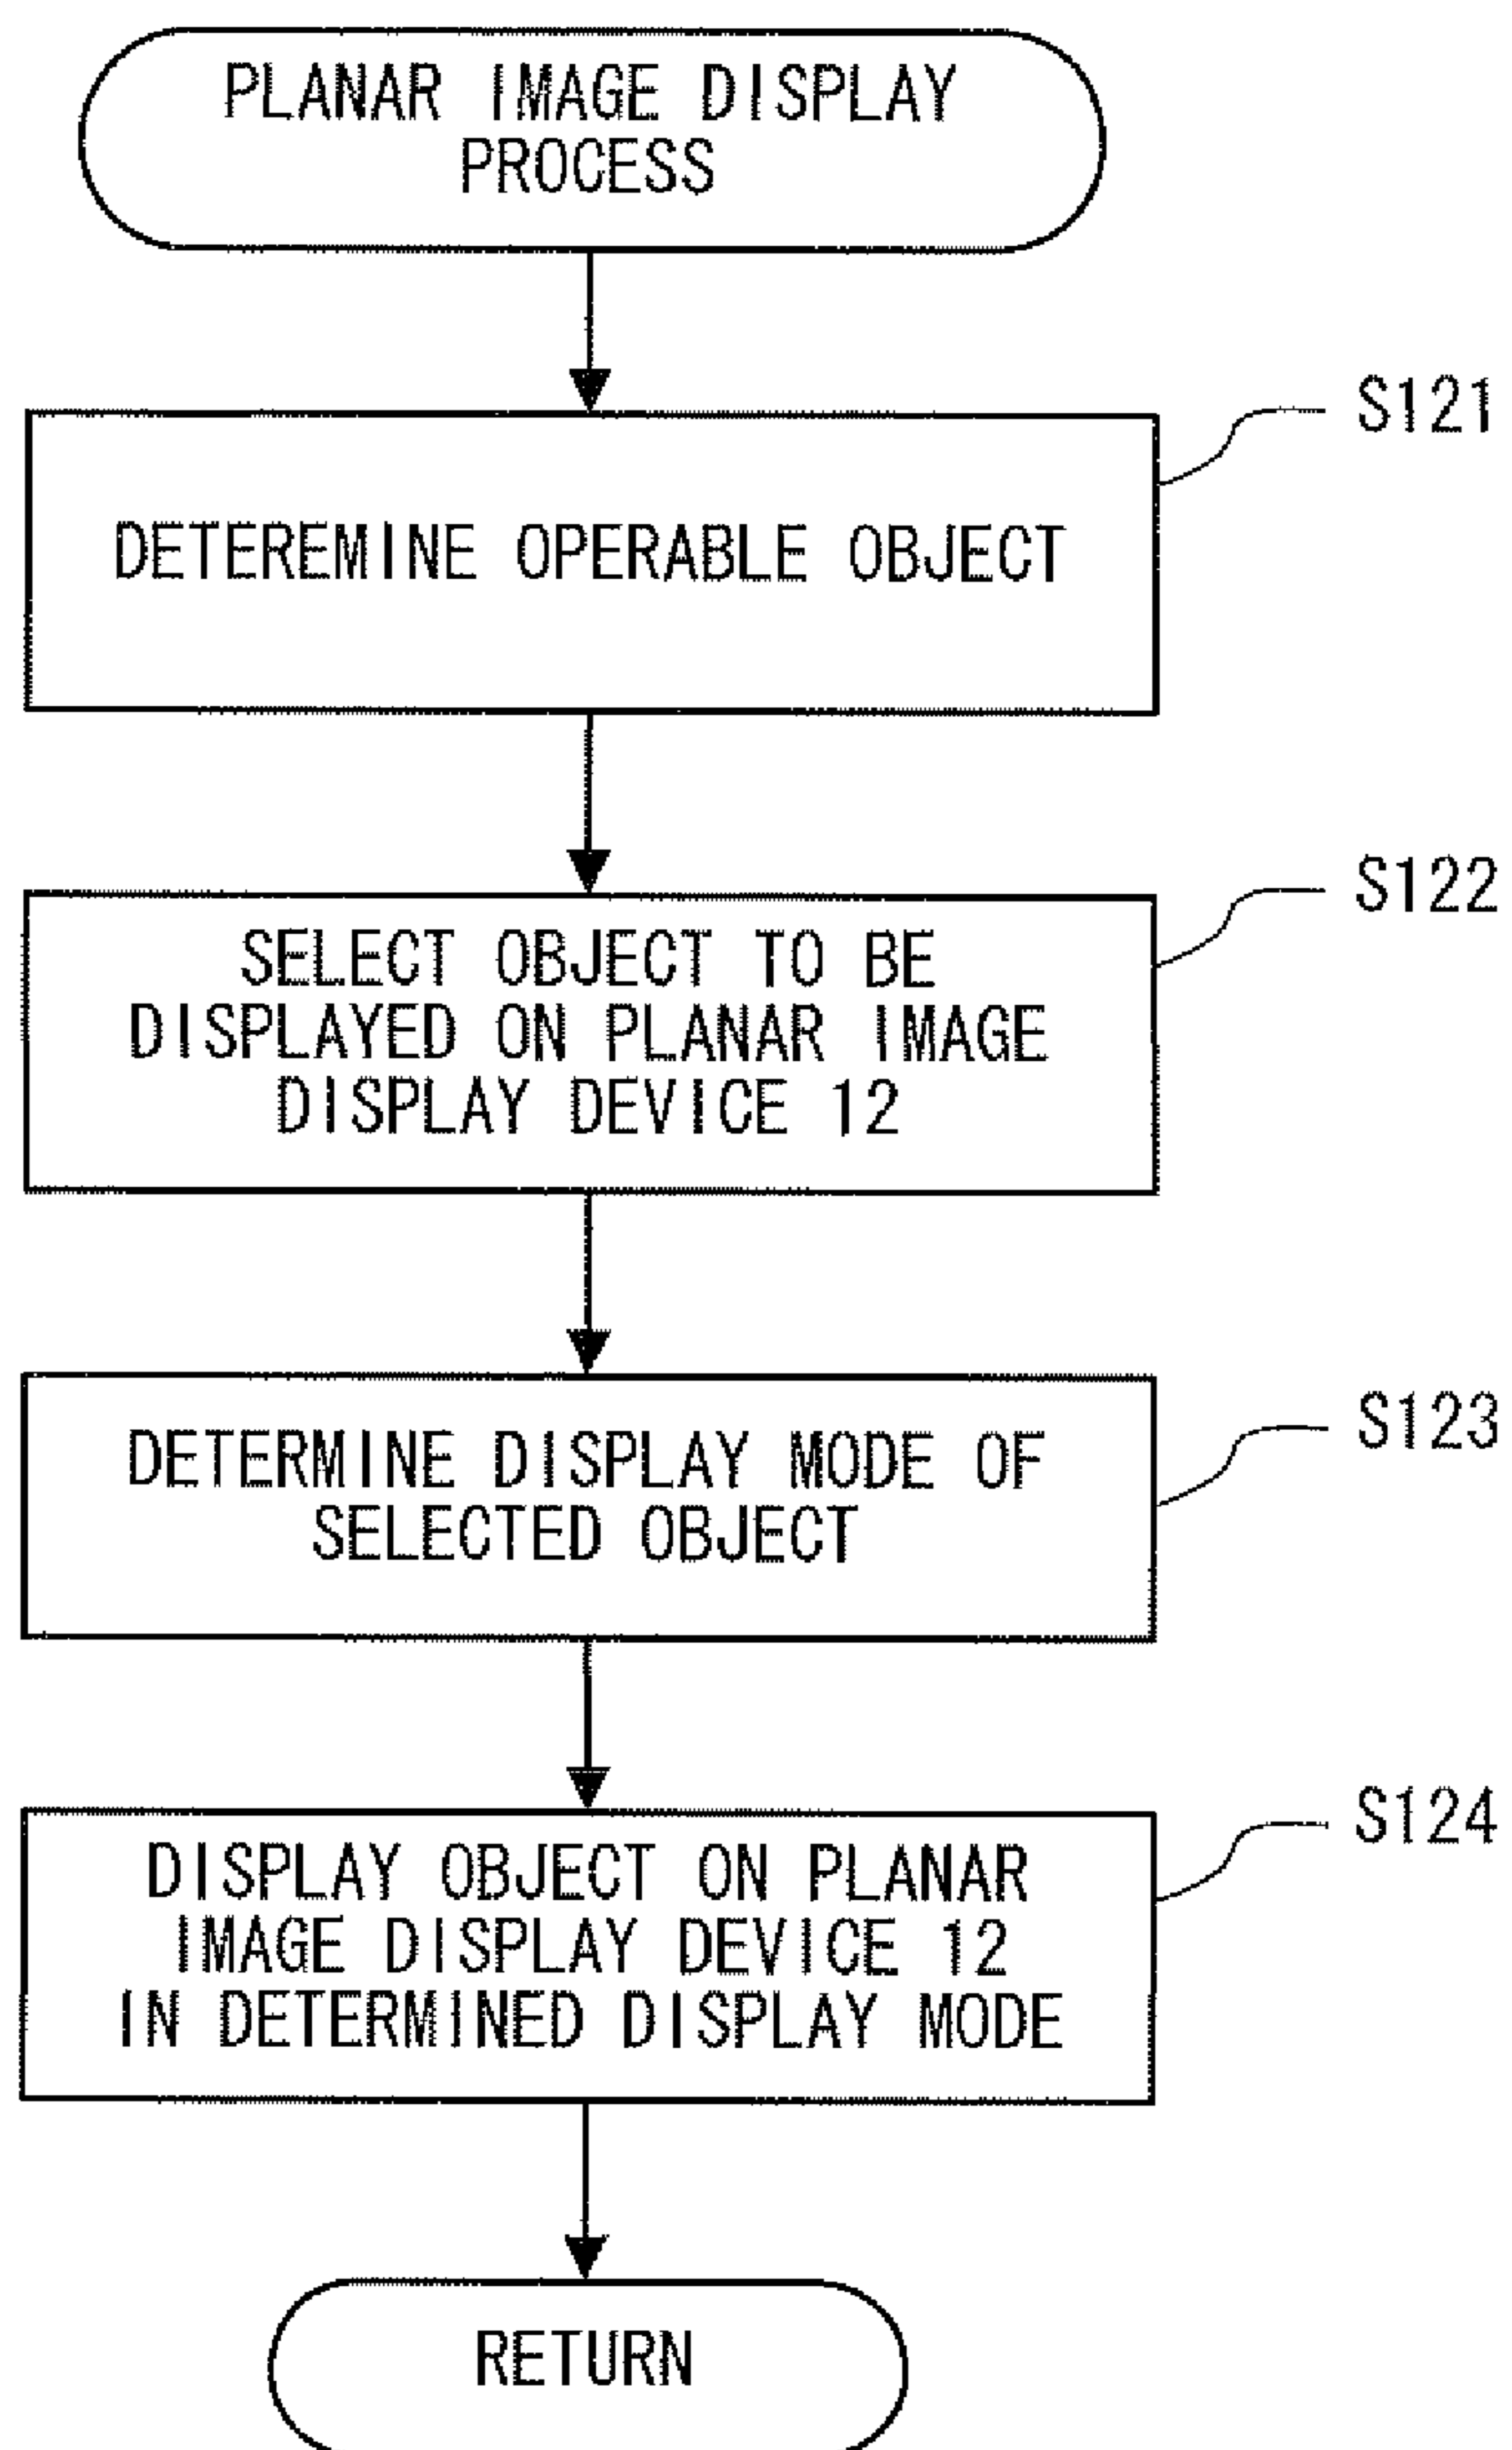 PLANAR IMAGE DISPLAY
PROCESS
S121
DETEREMINE OPERABLE OBJECT
S122
SELECT OBJECT TO BE
DISPLAYED ON PLANAR IMAGE
DISPLAY DEVICE 12
S123
DETERMINE DISPLAY MODE OF
SELECTED OBJECT
S124
DISPLAY OBJECT ON PLANAR
IMAGE DISPLAY DEVICE 12
IN DETERMINED DISPLAY MODE
RETURN